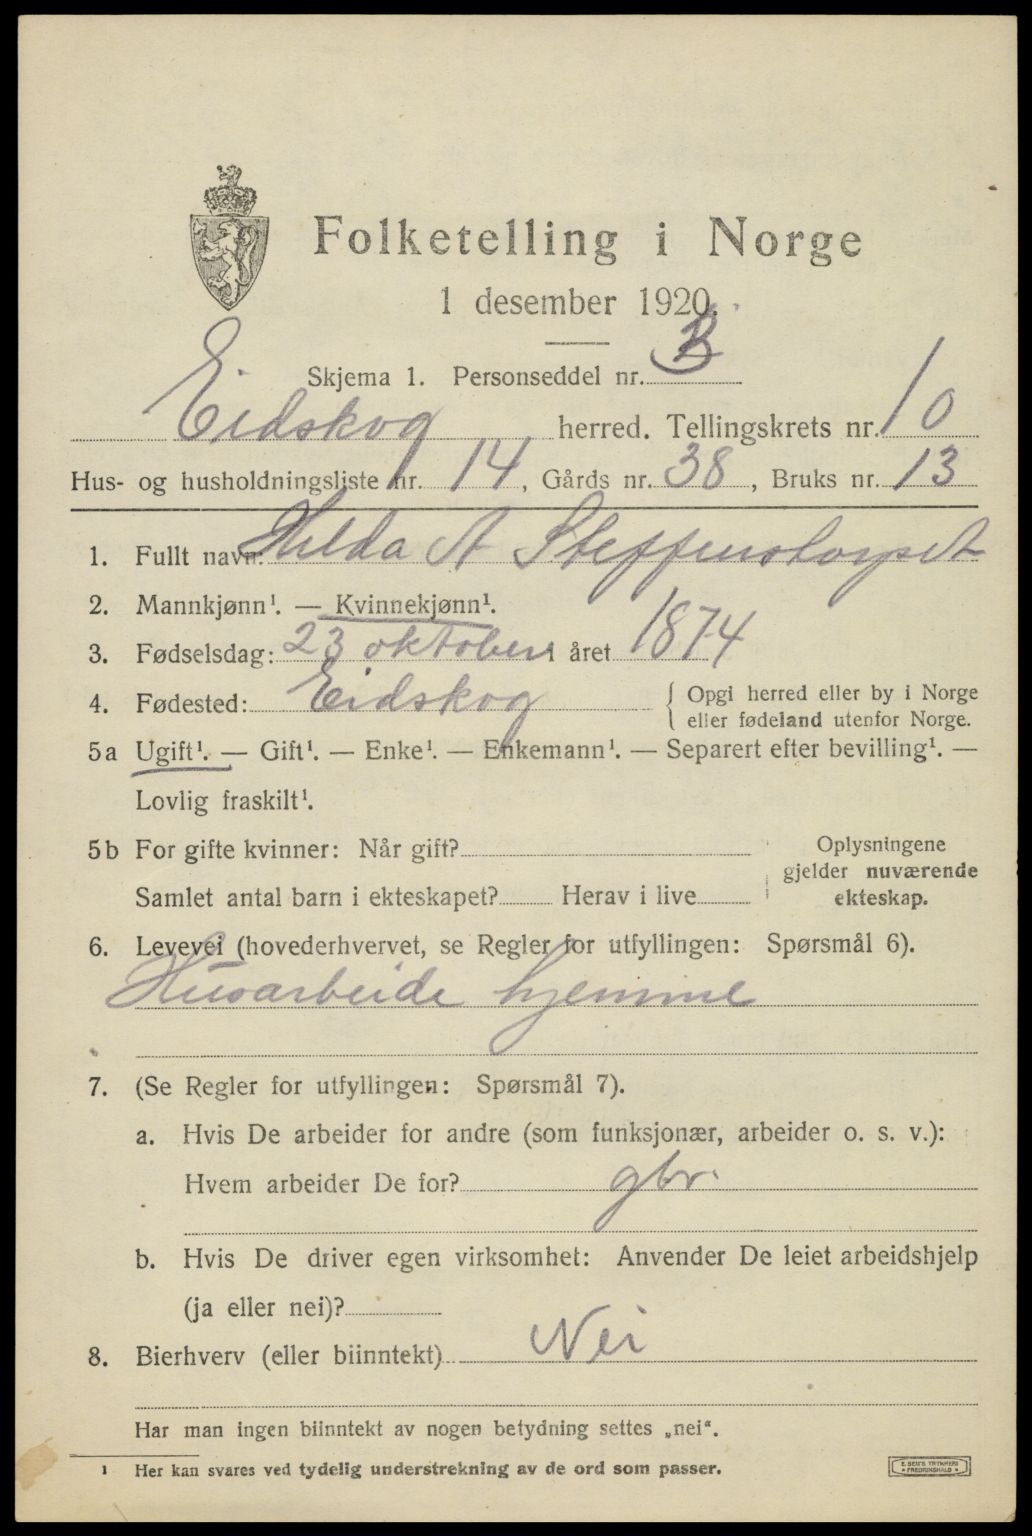 Folketelling i Norge
1 desember 1920.
Skjema 1. Personseddel nr. 3
Eidskog herred. Tellingskrets nr. 10
Hus- og husholdningsliste nr. 14, Gårds nr. 38, Bruks nr. 13
1. Fullt navn: Hilda A Steffenstorpset
2. Mannkjønn¹. — Kvinnekjønn¹.
3. Fødselsdag: 23 oktober i året 1874
4. Fødested: Eidskog { Opgi herred eller by i Norge
eller fødeland utenfor Norge.
5a Ugift¹. — Gift¹. — Enke¹. — Enkemann¹. — Separert efter bevilling¹. —
Lovlig fraskilt¹.
5b For gifte kvinner: Når gift?
Samlet antal barn i ekteskapet? Herav i live
Oplysningene
gjelder nuværende
ekteskap.
6. Levevei (hovederhvervet, se Regler for utfyllingen: Spørsmål 6).
Husarbeide hjemme
7. (Se Regler for utfyllingen: Spørsmål 7).
a. Hvis De arbeider for andre (som funksjonær, arbeider o. s. v.):
Hvem arbeider De for? gbr.
b. Hvis De driver egen virksomhet: Anvender De leiet arbeidshjelp
(ja eller nei)?
8. Bierhverv (eller biinntekt) Nei
Har man ingen biinntekt av nogen betydning settes „nei“.
¹ Her kan svares ved tydelig understrekning av de ord som passer.
E. SEM'S TRYKKERI
FREDRIKSHALD